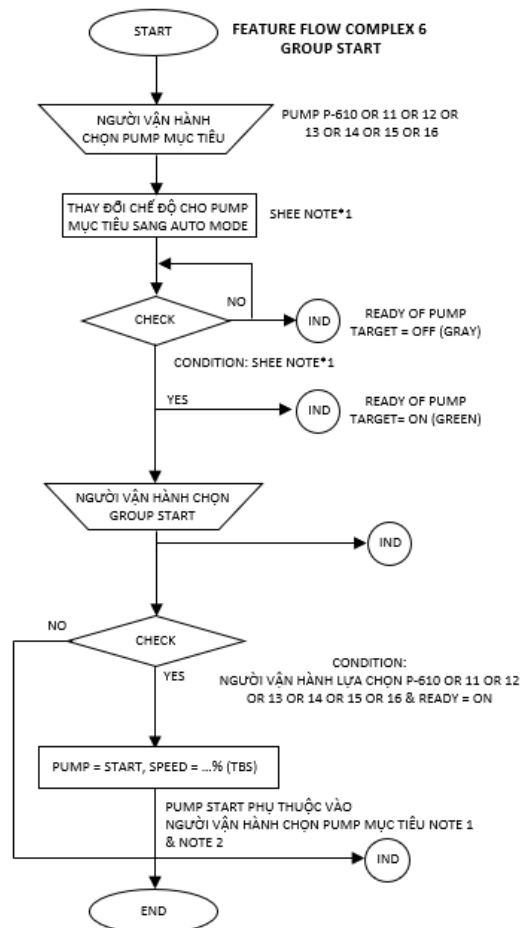 START
FEATURE FLOW COMPLEX 6
GROUP START
NGƯỜI VẬN HÀNH
CHỌN PUMP MỤC TIÊU
PUMP P-610 OR 11 OR 12 OR
13 OR 14 OR 15 OR 16
THAY ĐỔI CHẾ ĐỘ CHO PUMP
MỤC TIÊU SANG AUTO MODE
SHEE NOTE*1
NO
CHECK
IND
READY OF PUMP
TARGET = OFF (GRAY)
CONDITION: SHEE NOTE*1
YES
IND
READY OF PUMP
TARGET= ON (GREEN)
NGƯỜI VẬN HÀNH CHỌN
GROUP START
IND
NO
CHECK
YES
CONDITION:
NGƯỜI VẬN HÀNH LỰA CHỌN P-610 OR 11 OR 12
OR 13 OR 14 OR 15 OR 16 & READY = ON
PUMP = START, SPEED = ...% (TBS)
PUMP START PHỤ THUỘC VÀO
NGƯỜI VẬN HÀNH CHỌN PUMP MỤC TIÊU NOTE 1
& NOTE 2
IND
END